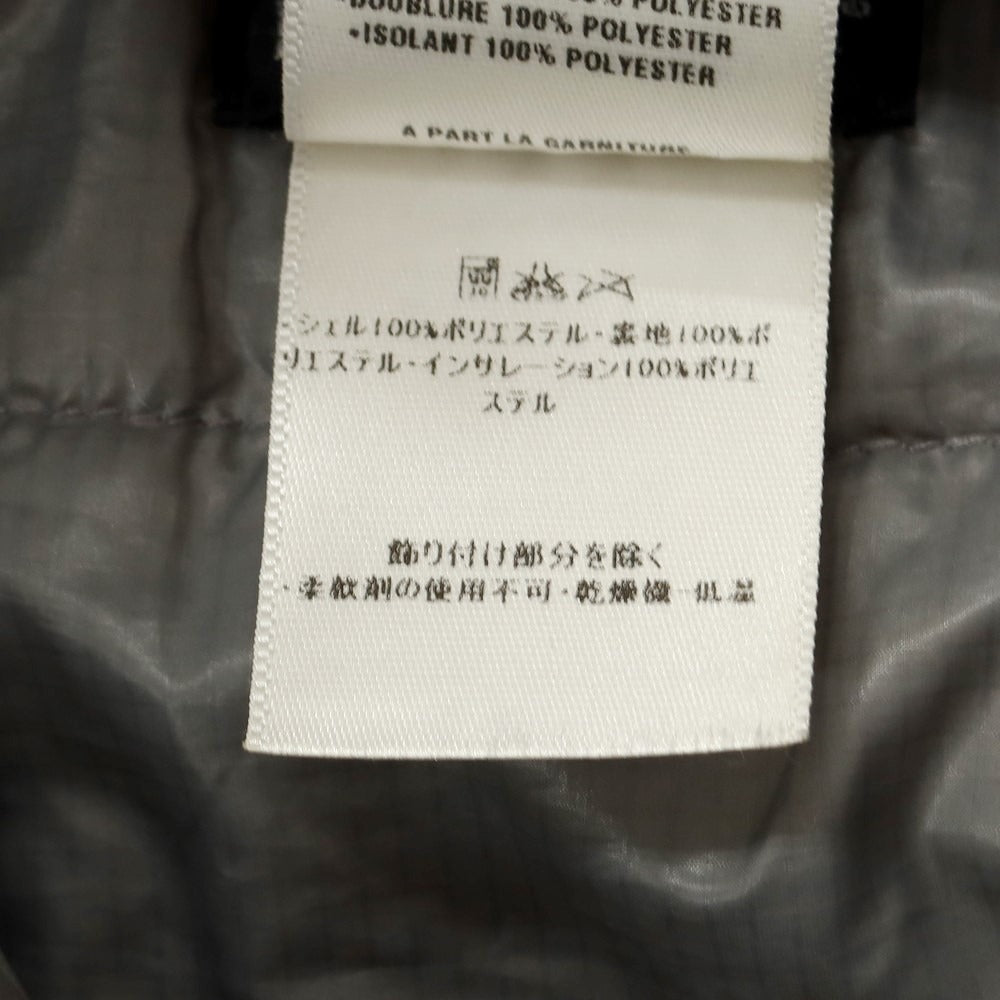 % POLYESTER
•DOUBLURE 100% POLYESTER
•ISOLANT 100% POLYESTER
A PART LA GARNITURE
・シェル100%ポリエステル・裏地100%ポ
リエステル・インサレーション100%ポリエ
ステル
飾り付け部分を除く
・柔軟剤の使用不可・乾燥機 低温